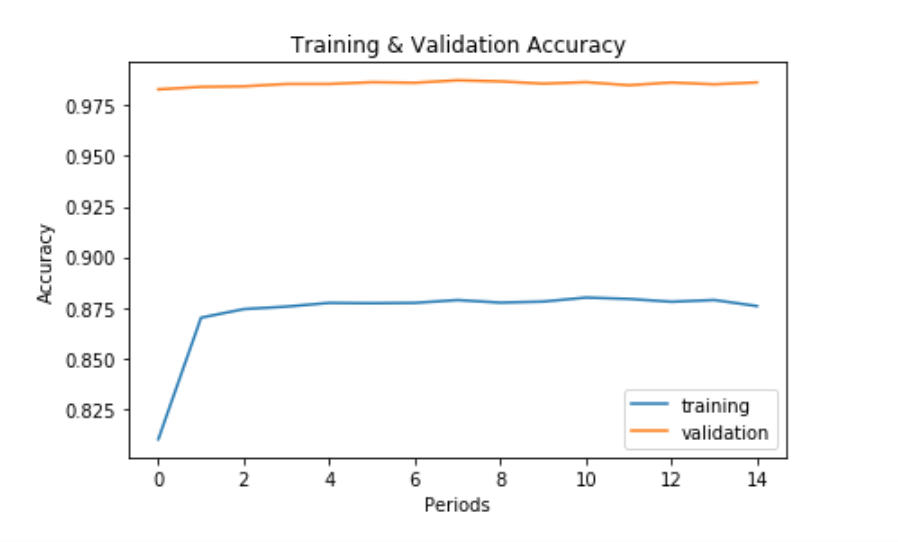 Training & Validation Accuracy
Accuracy
0.975
0.950
0.925
0.900
0.875
0.850
0.825
training
validation
0 2 4 6 8 10 12 14
Periods